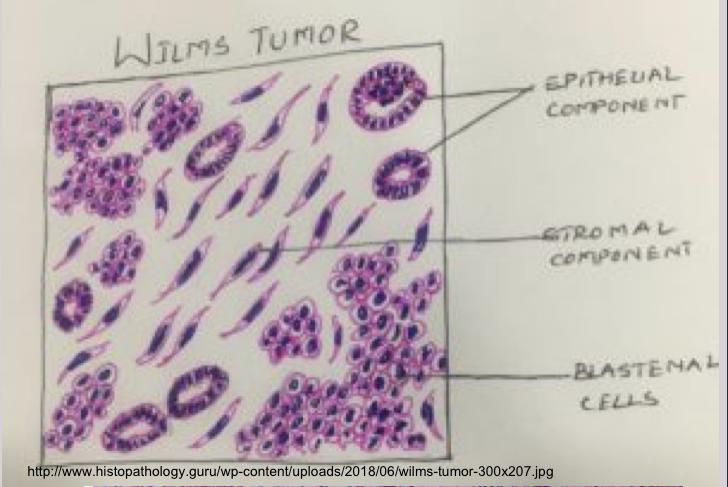 WILMS TUMOR
EPITHELIAL
COMPONENT
STROMAL
COMPONENT
BLASTEMAL
CELLS
http://www.histopathology.guru/wp-content/uploads/2018/06/wilms-tumor-300x207.jpg